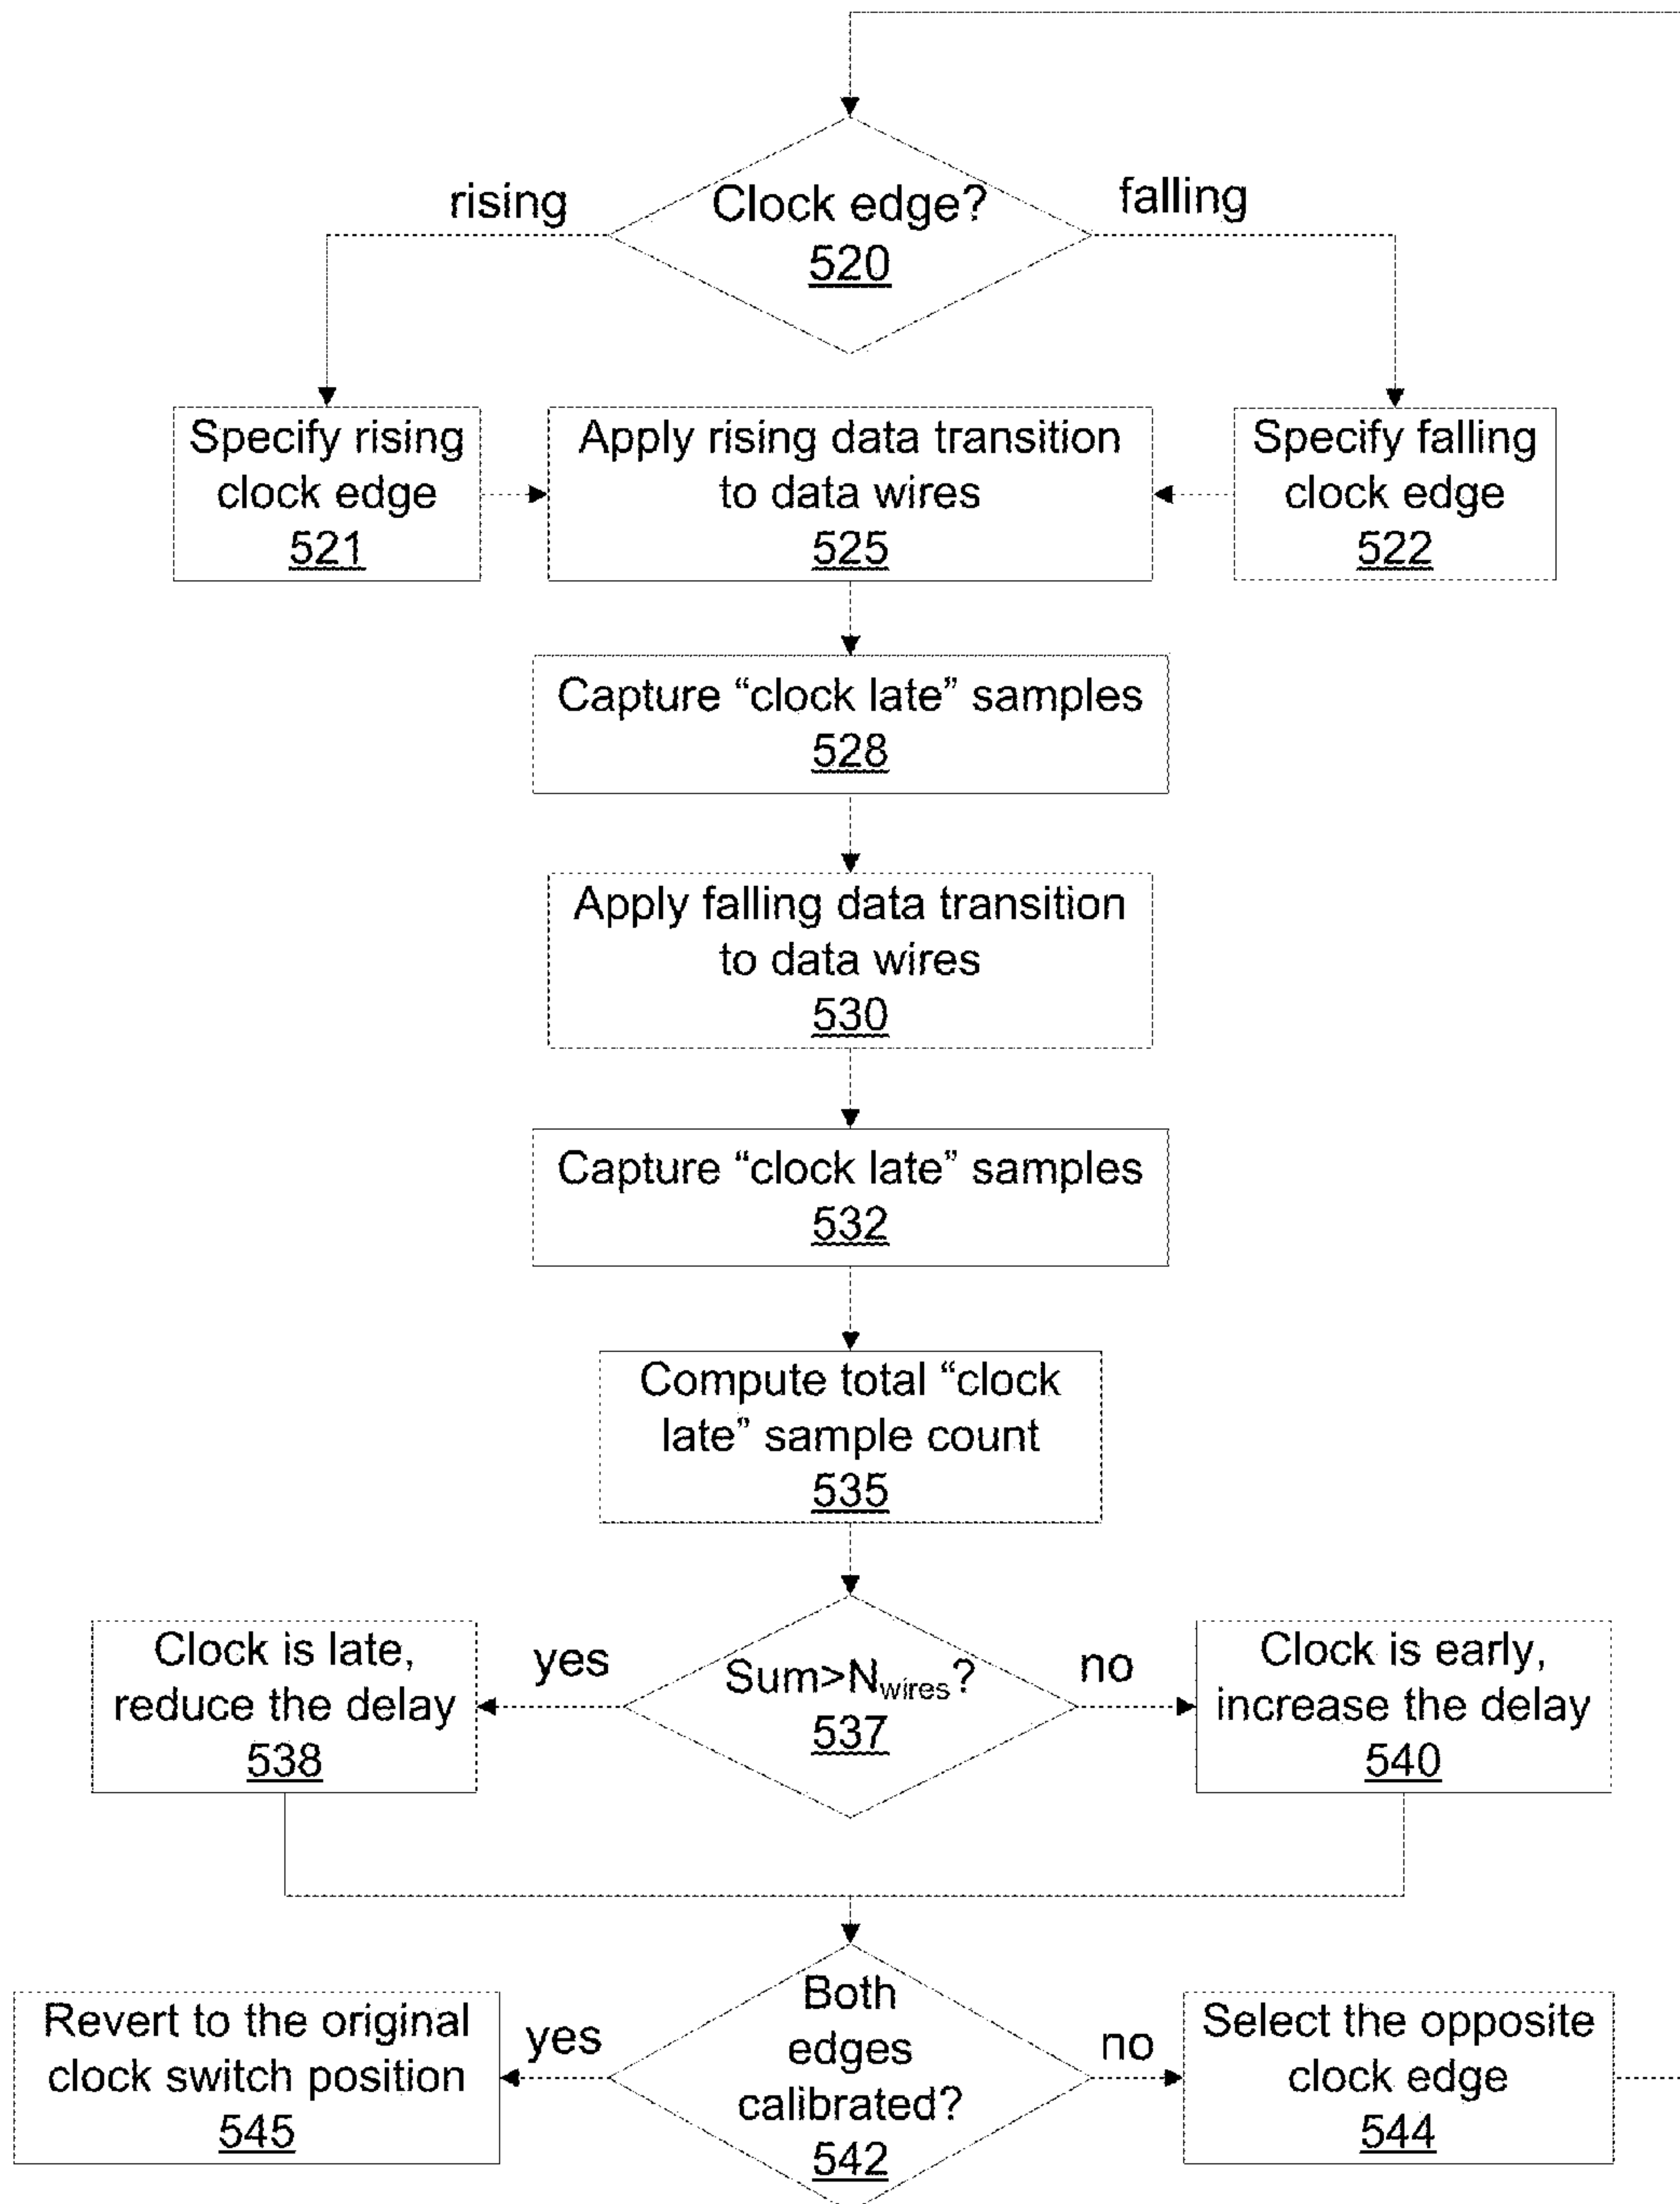 rising
Clock edge?
520
falling
Specify rising
clock edge
521
Apply rising data transition
to data wires
525
Specify falling
clock edge
522
Capture “clock late” samples
528
Apply falling data transition
to data wires
530
Capture “clock late” samples
532
Compute total “clock
late” sample count
535
Clock is late,
reduce the delay
538
yes
Sum>Nwires?
537
no
Clock is early,
increase the delay
540
Revert to the original
clock switch position
545
yes
Both
edges
calibrated?
542
no
Select the opposite
clock edge
544